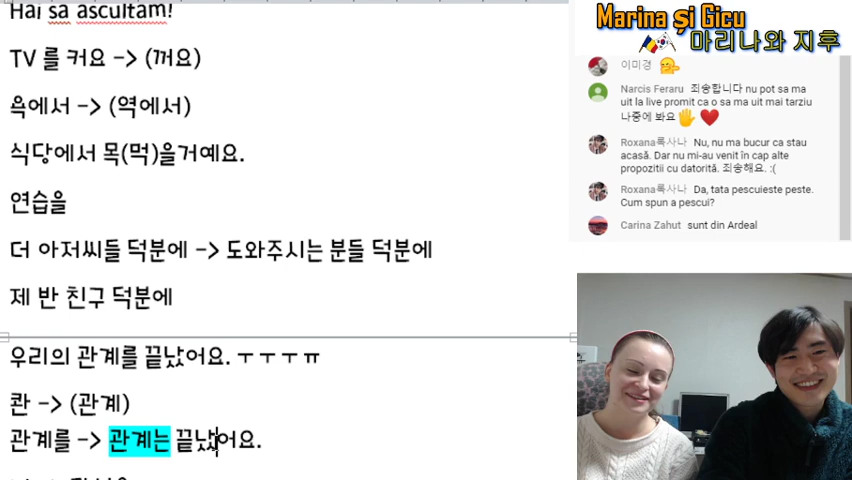 Hai sa ascultam!
TV 를 커요 -> (꺼요)
욕에서 -> (역에서)
식당에서 목(먹)을거예요.
연습을
더 아저씨들 덕분에 -> 도와주시는 분들 덕분에
제 반 친구 덕분에
우리의 관계를 끝났어요. ㅜㅜㅜㅠ
콴 -> (관계)
관계를 -> 관계는 끝났어요.
Marina și Gicu
마리나와 지후
이미경
Narcis Feraru 죄송합니다 nu pot sa ma
uit la live promit ca o sa ma uit mai tarziu
나중에 봐요
Roxana록사나 Nu, nu ma bucur ca stau
acasă. Dar nu mi-au venit în cap alte
propozitii cu datorită. 죄송해요. :(
Roxana록사나 Da, tata pescuieste peste.
Cum spun a pescui?
Carina Zahut sunt din Ardeal